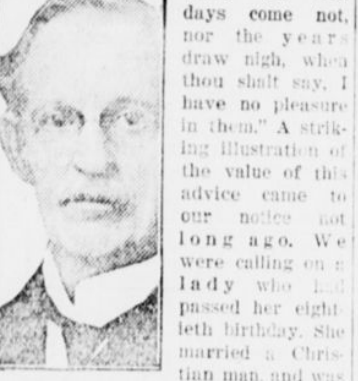 days come not,
nor the years
draw nigh, when
thou shalt say, I
have no pleasure
in them." A strik-
ing illustration of
the value of this
advice came to
our notice not
long ago. We
were calling on a
lady who had
passed her eight-
ieth birthday. She
married a Chris-
tian man, and was